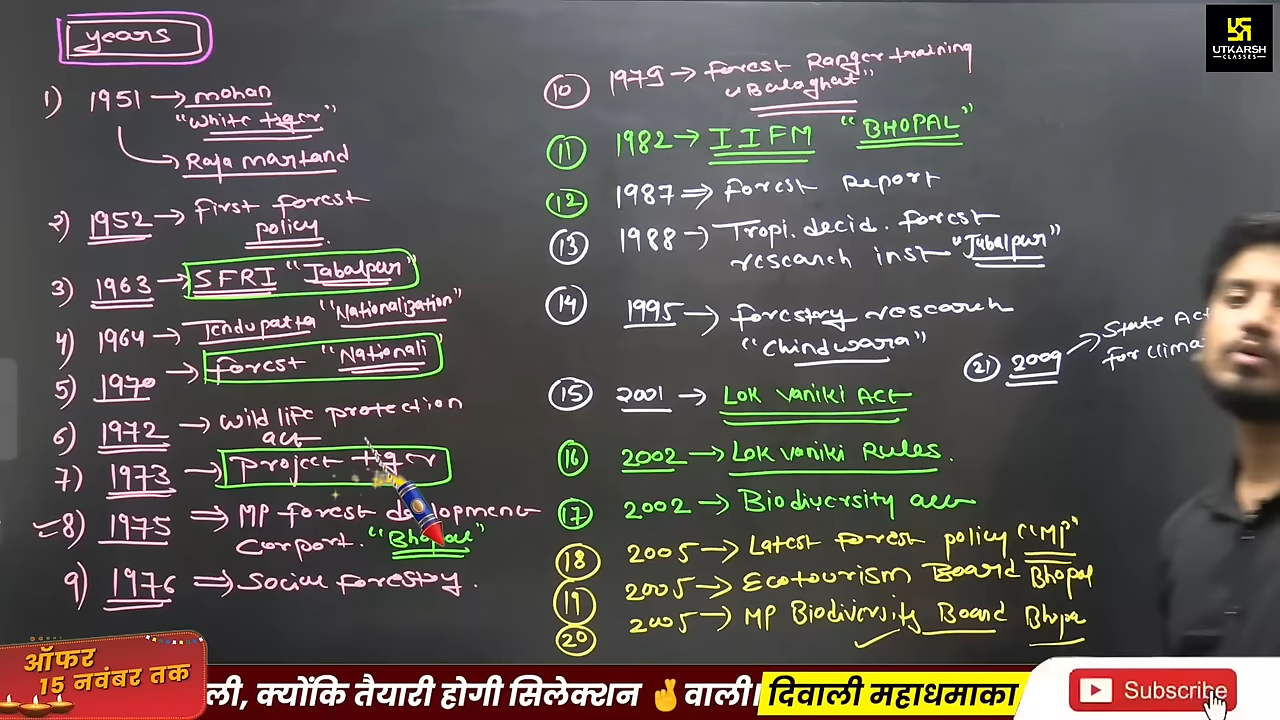 years
1) 1951 → mohan
"White tiger"
Raja martand
2) 1952 → First forest
policy.
3) 1963 → SFRI "Jabalpur"
4) 1964 → Tendupatta "Nationalization"
5) 1970 → forest "Nationali"
6) 1972 → Wild life protection
act
7) 1973 → project tiger
8) 1975 ⇒ MP forest development
Corport. "Bhopal"
9) 1976 ⇒ Social forestry.
10 1979 → Forest Ranger training
"Balaghat"
11 1982 → IIFM "BHOPAL"
12 1987 ⇒ Forest Report
13 1988 → Tropi. decid. forest
research inst "Jabalpur"
14 1995 → forestry research
"Chindwara"
15 2001 → Lok Vaniki Act
16 2002 → Lok Vaniki Rules.
17 2002 → Biodiversity act
18 2005 → Latest forest policy "MP"
19 2005 → Ecotourism Board Bhopal
20 2005 → MP Biodiversity Board Bhopa
21) 2009 → State Act
for clima
UTKARSH
CLASSES
ऑफर
15 नवंबर तक
ली, क्योंकि तैयारी होगी सिलेक्शन वाली। दिवाली महाधमाका
Subscribe